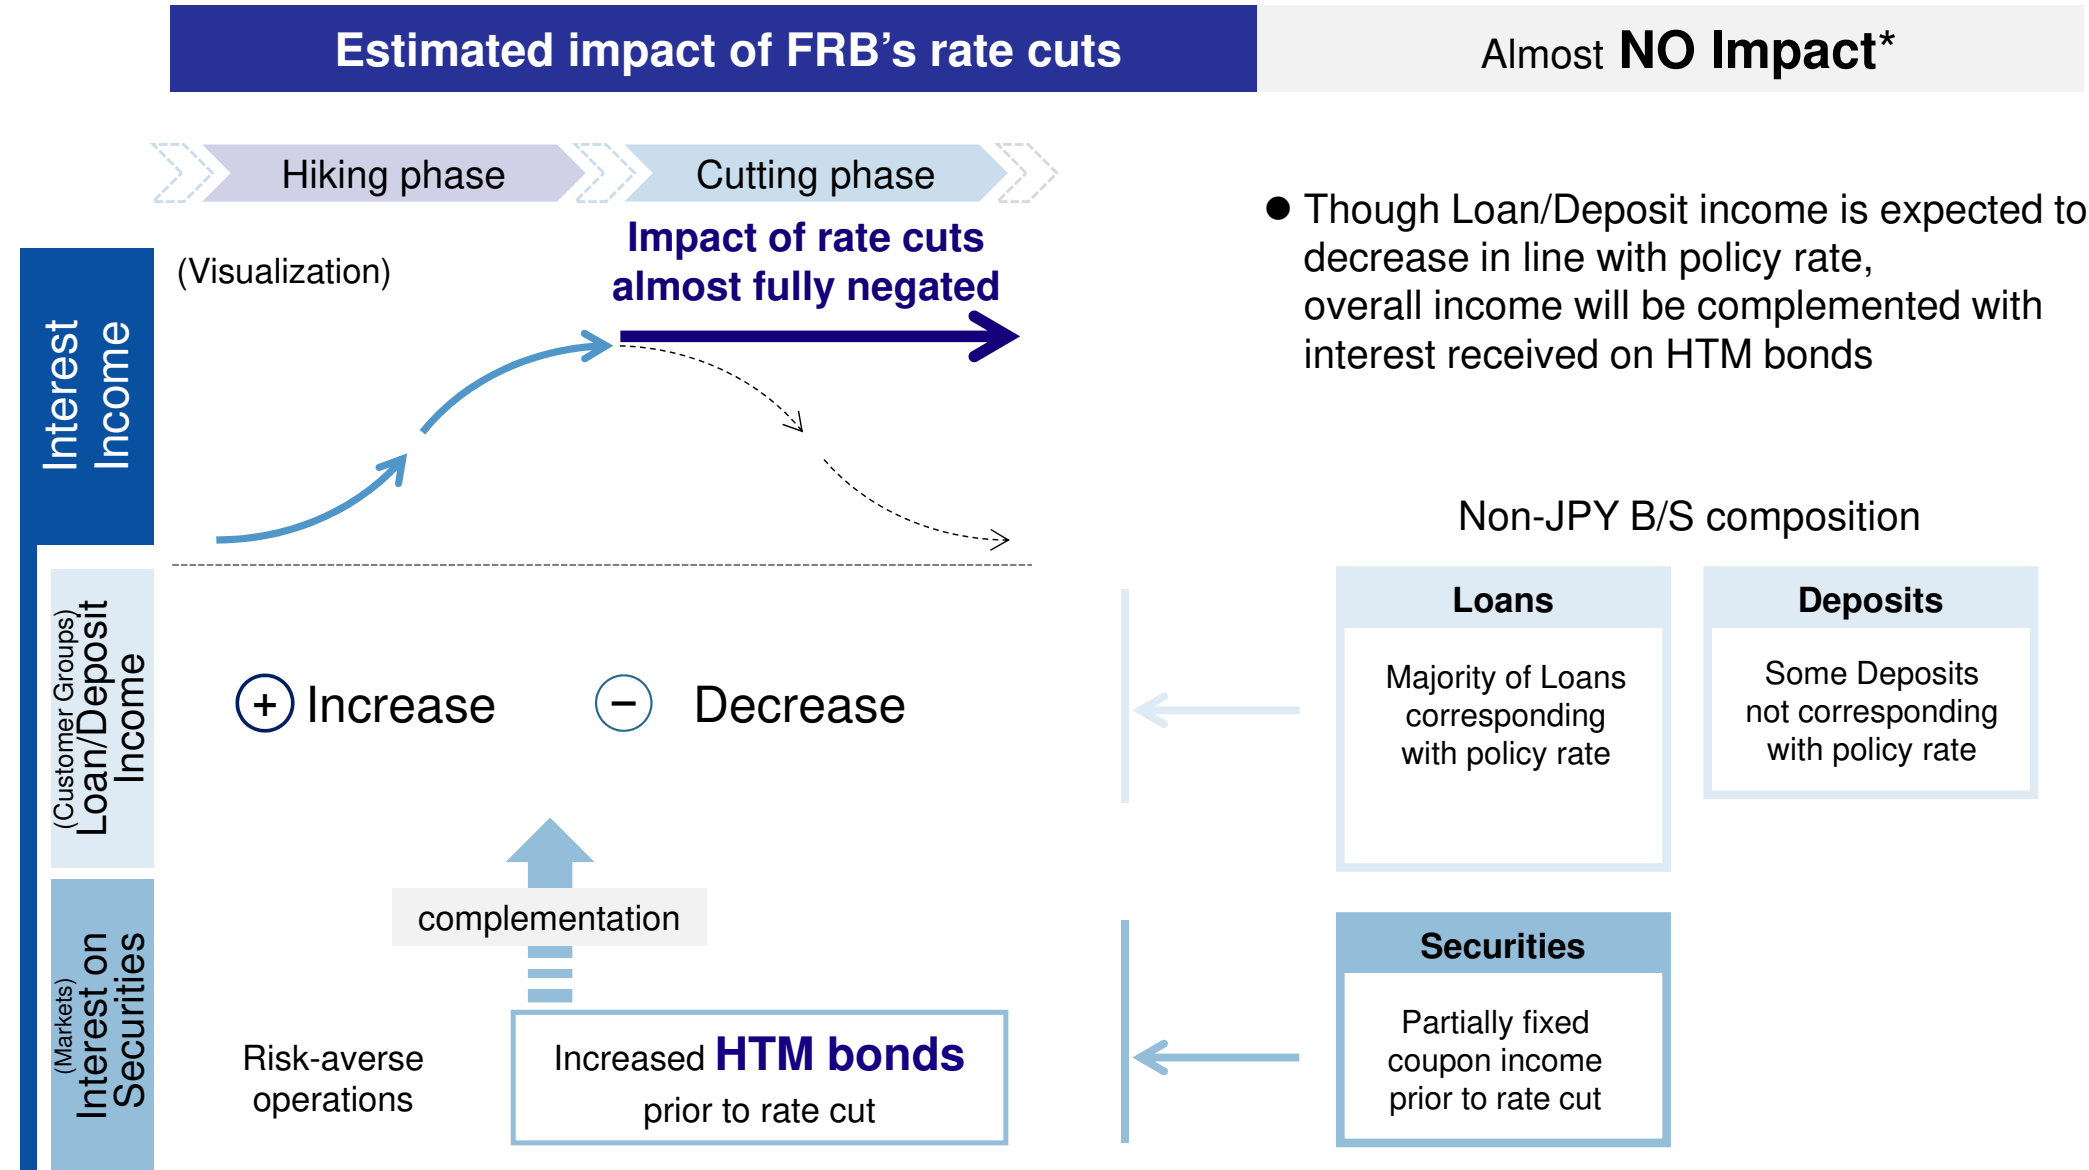 Estimated impact of FRB’s rate cuts
Almost NO Impact*
Hiking phase
Cutting phase
(Visualization)
Impact of rate cuts
almost fully negated
● Though Loan/Deposit income is expected to
decrease in line with policy rate,
overall income will be complemented with
interest received on HTM bonds
Interest
Income
Non-JPY B/S composition
(Customer Groups)
Loan/Deposit
Income
+ Increase
− Decrease
Loans
Majority of Loans
corresponding
with policy rate
Deposits
Some Deposits
not corresponding
with policy rate
complementation
(Markets)
Interest on
Securities
Risk-averse
operations
Increased HTM bonds
prior to rate cut
Securities
Partially fixed
coupon income
prior to rate cut